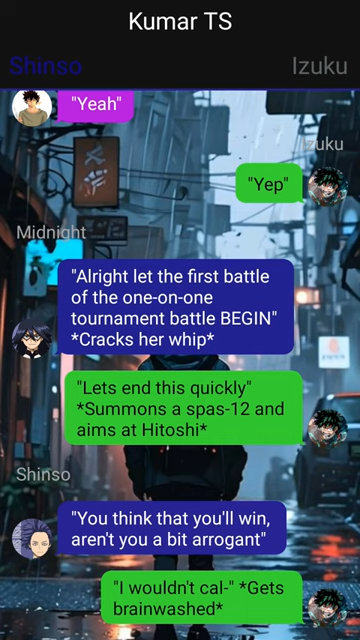 Kumar TS
Shinso
Izuku
"Yeah"
Izuku
"Yep"
Midnight
"Alright let the first battle
of the one-on-one
tournament battle BEGIN"
*Cracks her whip*
"Lets end this quickly"
*Summons a spas-12 and
aims at Hitoshi*
Shinso
"You think that you'll win,
aren't you a bit arrogant"
"I wouldn't cal-" *Gets
brainwashed*